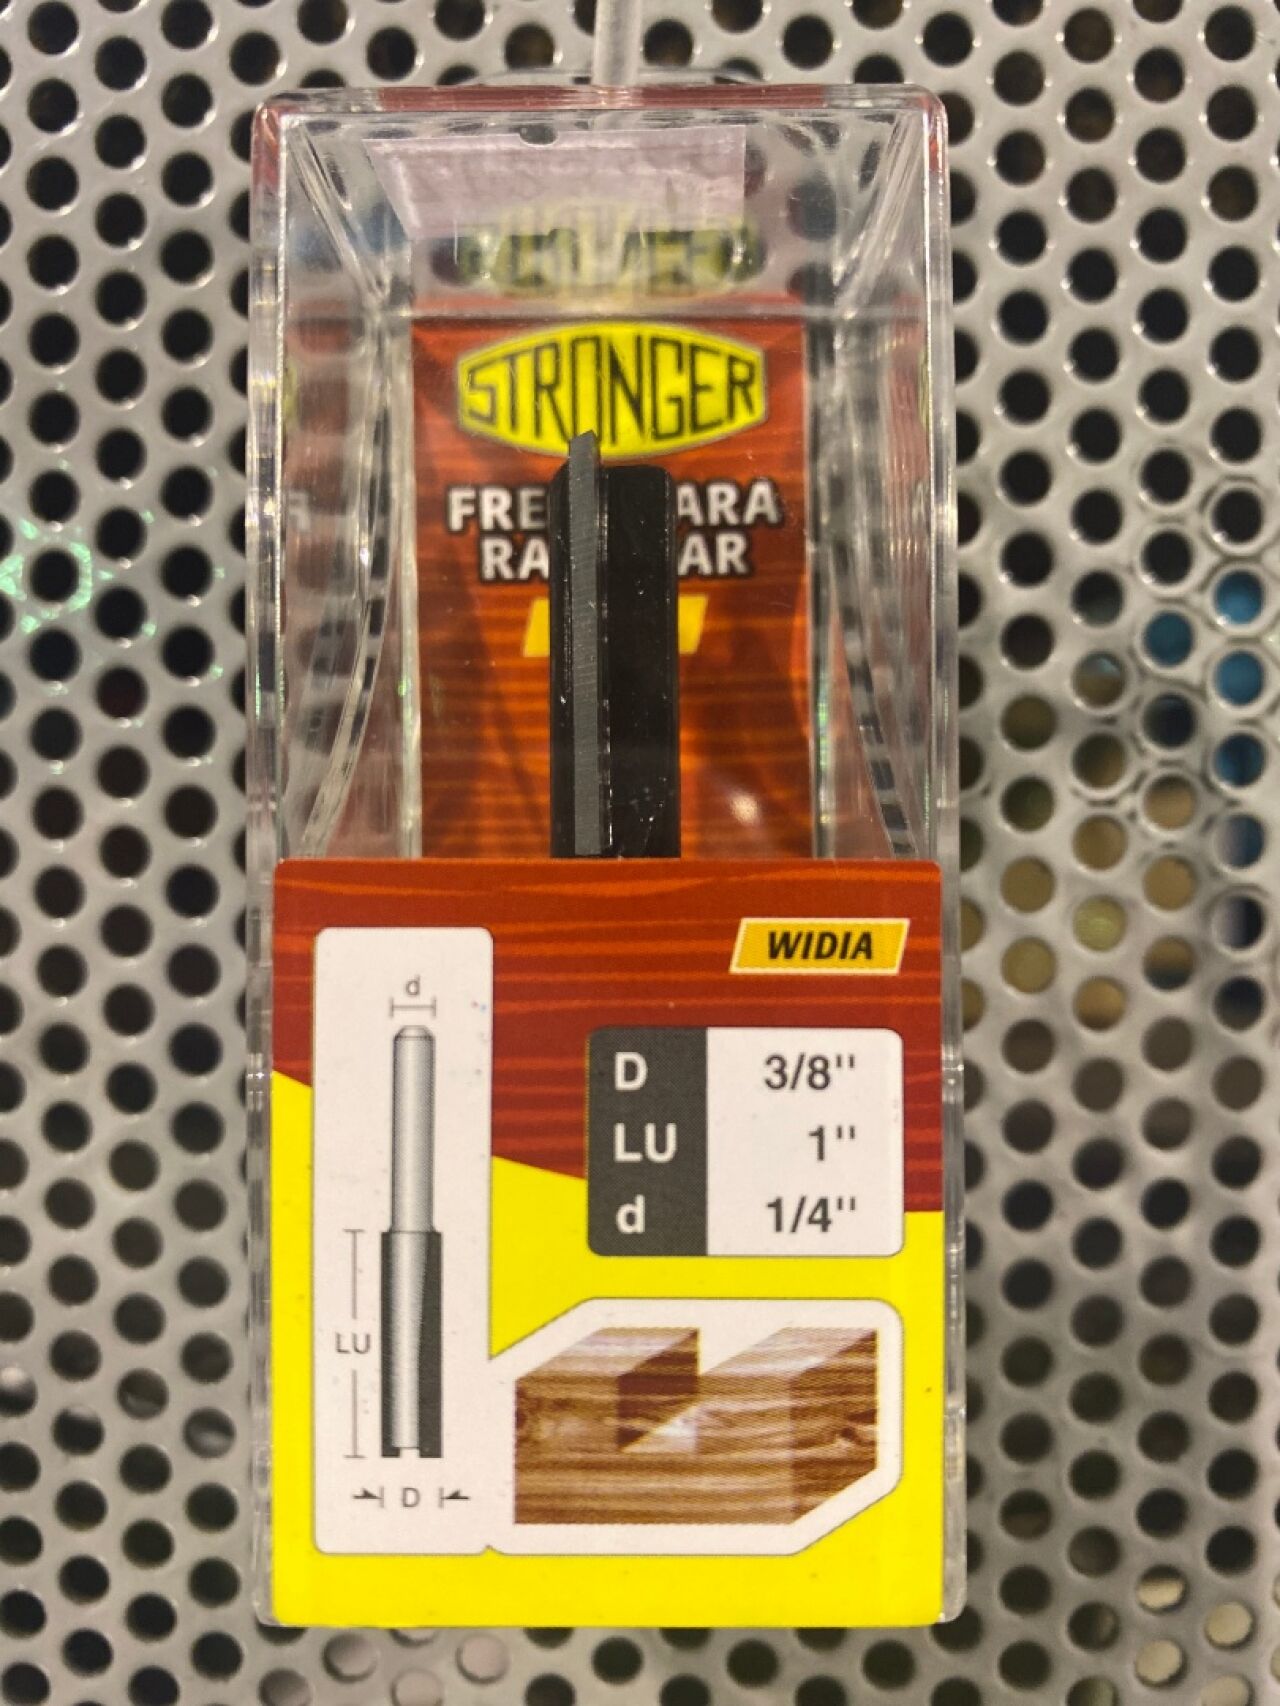 STRONGER
WIDIA
d
D 3/8"
LU 1"
d 1/4"
LU
D